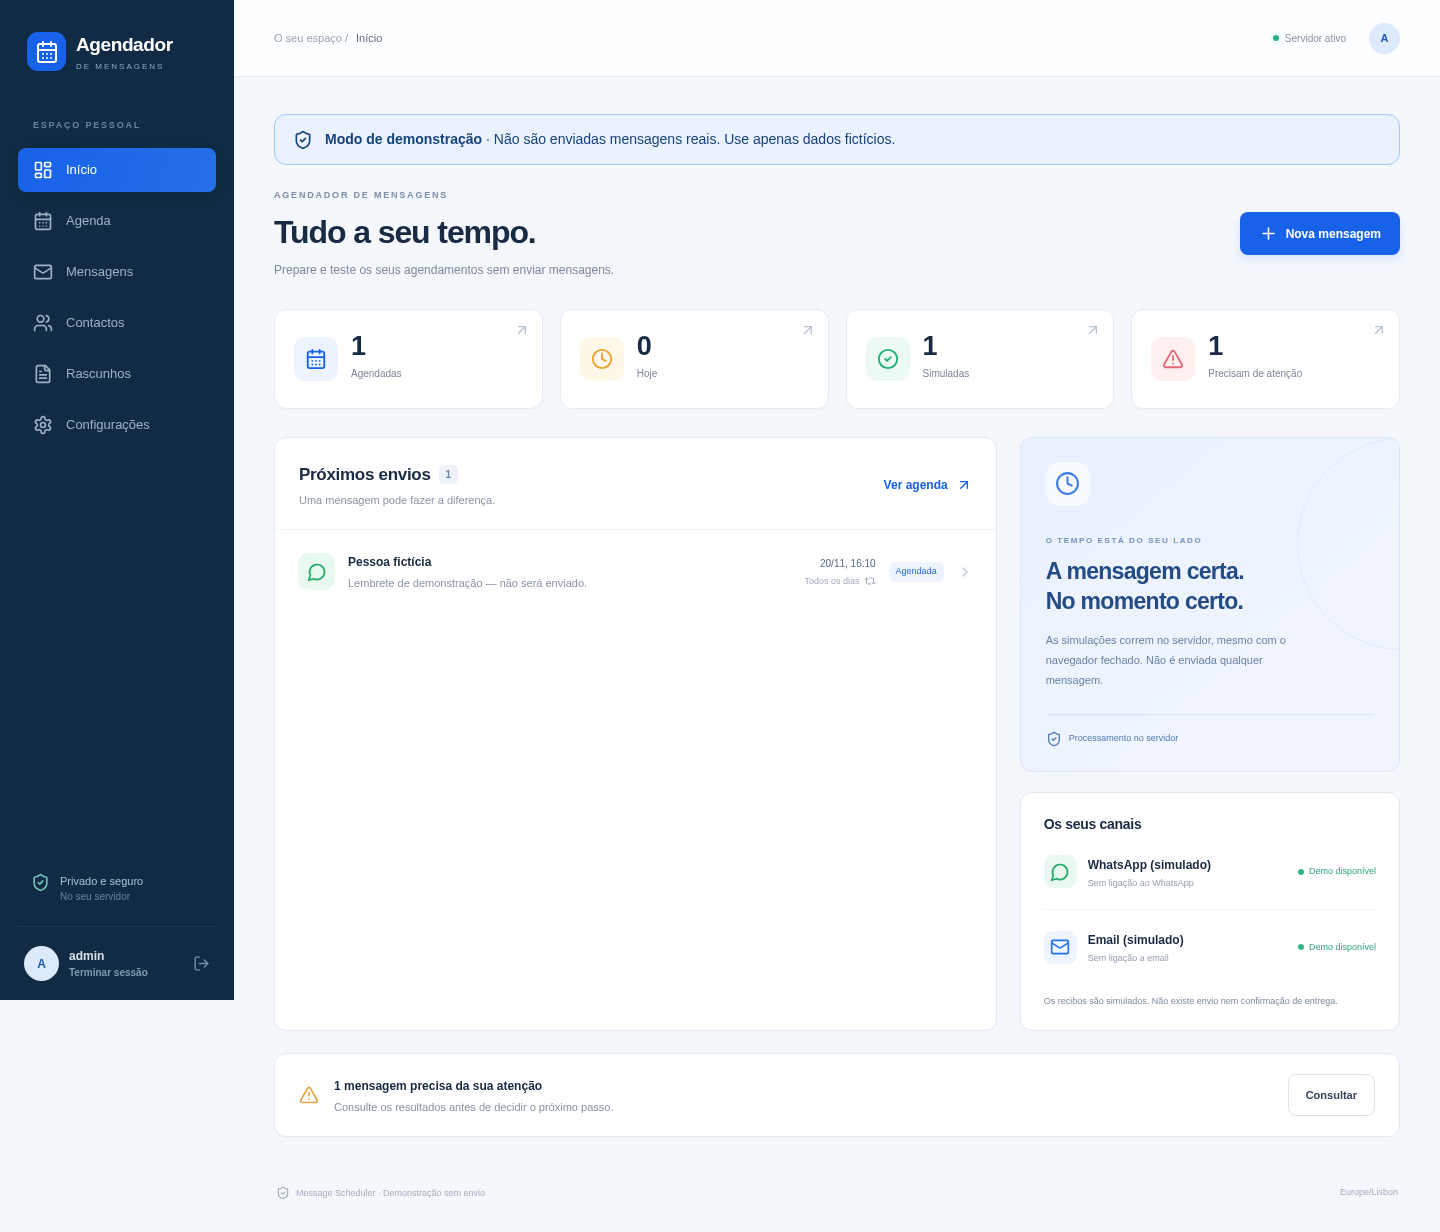 Agendador
DE MENSAGENS
ESPAÇO PESSOAL
Início
Agenda
Mensagens
Contactos
Rascunhos
Configurações
Privado e seguro
No seu servidor
A
admin
Terminar sessão
O seu espaço / Início
Servidor ativo
A
Modo de demonstração · Não são enviadas mensagens reais. Use apenas dados fictícios.
AGENDADOR DE MENSAGENS
Tudo a seu tempo.
Prepare e teste os seus agendamentos sem enviar mensagens.
Nova mensagem
1
Agendadas
0
Hoje
1
Simuladas
1
Precisam de atenção
Próximos envios 1
Uma mensagem pode fazer a diferença.
Ver agenda
Pessoa fictícia
Lembrete de demonstração — não será enviado.
20/11, 16:10
Todos os dias
Agendada
O TEMPO ESTÁ DO SEU LADO
A mensagem certa.
No momento certo.
As simulações correm no servidor, mesmo com o
navegador fechado. Não é enviada qualquer
mensagem.
Processamento no servidor
Os seus canais
WhatsApp (simulado)
Sem ligação ao WhatsApp
Demo disponível
Email (simulado)
Sem ligação a email
Demo disponível
Os recibos são simulados. Não existe envio nem confirmação de entrega.
1 mensagem precisa da sua atenção
Consulte os resultados antes de decidir o próximo passo.
Consultar
Message Scheduler · Demonstração sem envio
Europe/Lisbon